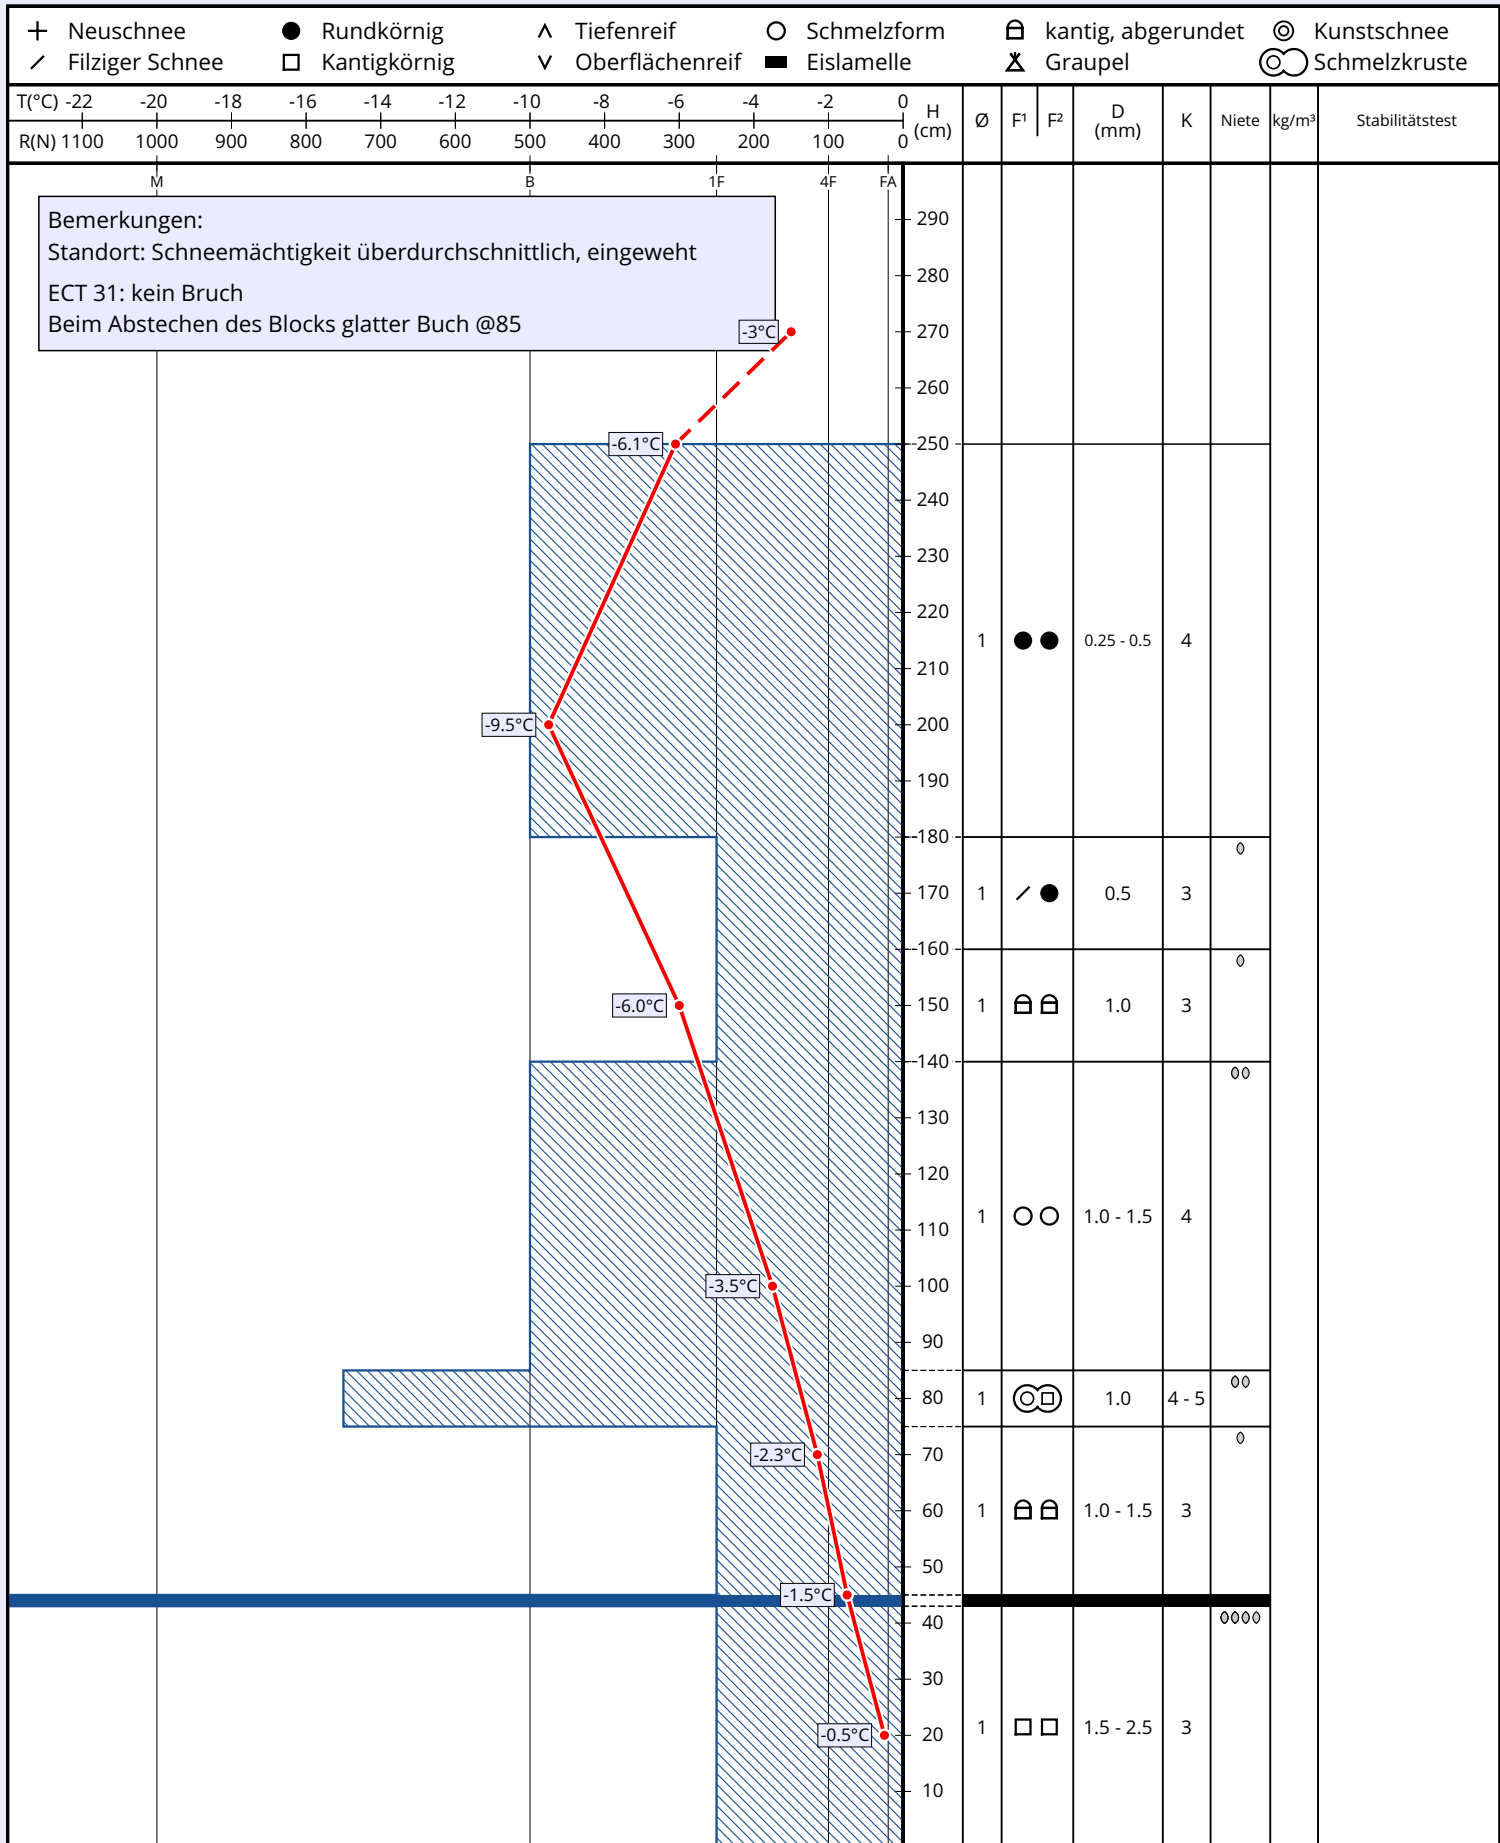 Neuschnee Rundkörnig Tiefenreif Schmelzform kantig, abgerundet Kunstschnee
Filziger Schnee Kantigkörnig Oberflächenreif Eislamelle Graupel Schmelzkruste
T(°C) -22 -20 -18 -16 -14 -12 -10 -8 -6 -4 -2 0
R(N) 1100 1000 900 800 700 600 500 400 300 200 100 0
H (cm) Ø F¹ F² D (mm) K Niete kg/m³ Stabilitätstest
M B 1F 4F FA
Bemerkungen:
Standort: Schneemächtigkeit überdurchschnittlich, eingeweht
ECT 31: kein Bruch
Beim Abstechen des Blocks glatter Buch @85
290
280
-3°C 270
260
-6.1°C 250
240
230
220
1 0.25 - 0.5 4
210
-9.5°C 200
190
180
170 1 0.5 3
160
-6.0°C 150 1 1.0 3
140
130
120
110 1 1.0 - 1.5 4
-3.5°C 100
90
80 1 1.0 4 - 5
-2.3°C 70
60 1 1.0 - 1.5 3
50
-1.5°C
40
30
-0.5°C 20 1 1.5 - 2.5 3
10